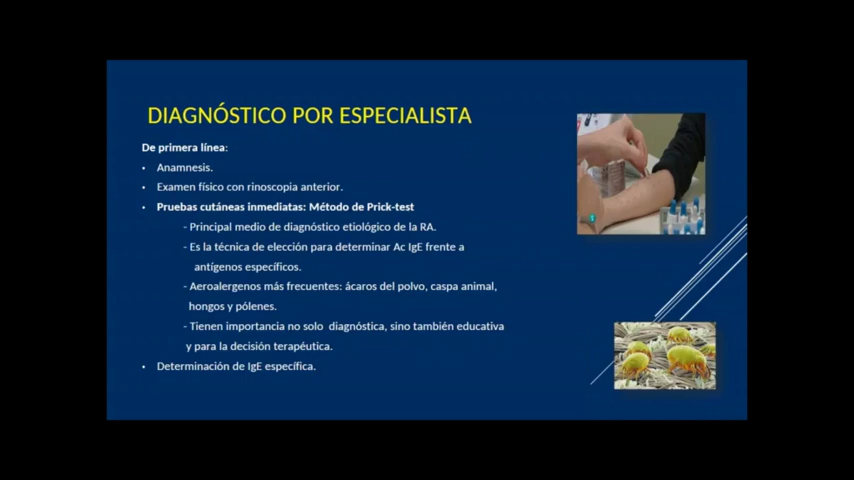 DIAGNÓSTICO POR ESPECIALISTA
De primera línea:
• Anamnesis.
• Examen físico con rinoscopia anterior.
• Pruebas cutáneas inmediatas: Método de Prick-test
- Principal medio de diagnóstico etiológico de la RA.
- Es la técnica de elección para determinar Ac IgE frente a
antígenos específicos.
- Aeroalergenos más frecuentes: ácaros del polvo, caspa animal,
hongos y pólenes.
- Tienen importancia no solo diagnóstica, sino también educativa
y para la decisión terapéutica.
• Determinación de IgE específica.